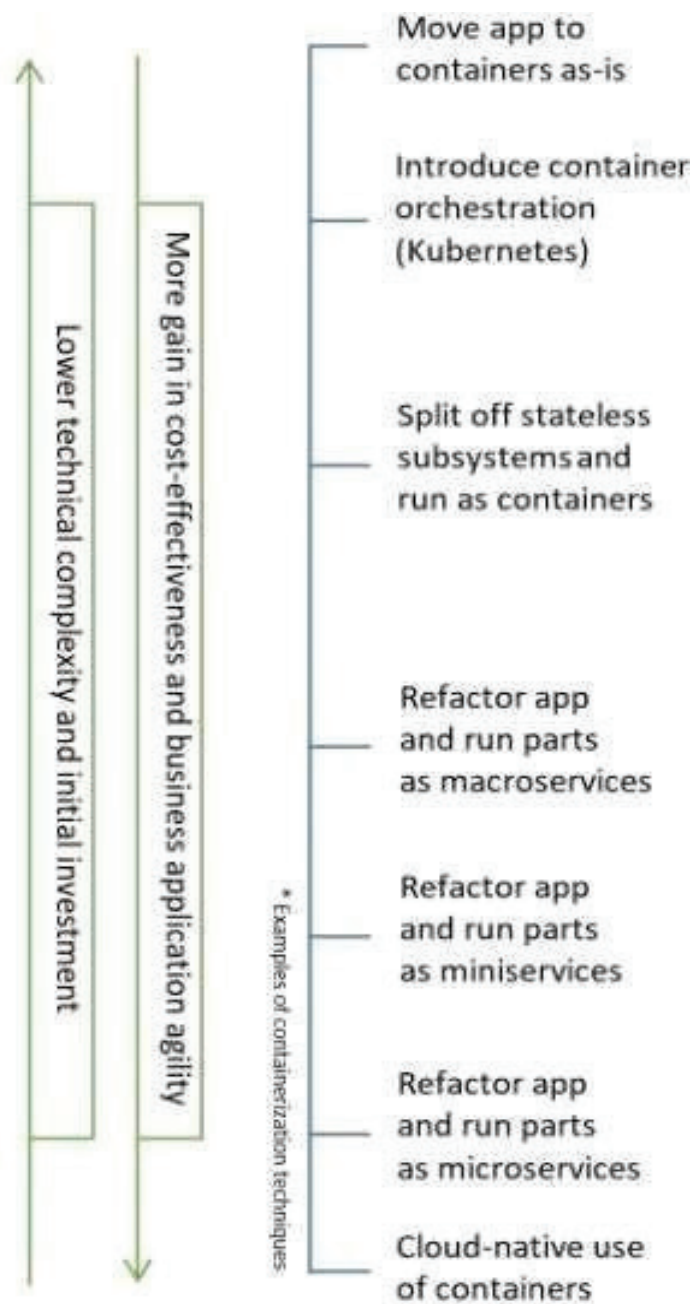 Move app to
containers as-is
Introduce container
orchestration
(Kubernetes)
Split off stateless
subsystems and
run as containers
Refactor app
and run parts
as macroservices
Refactor app
and run parts
as miniservices
Refactor app
and run parts
as microservices
Cloud-native use
of containers
Lower technical complexity and initial investment
More gain in cost-effectiveness and business application agility
* Examples of containerization techniques